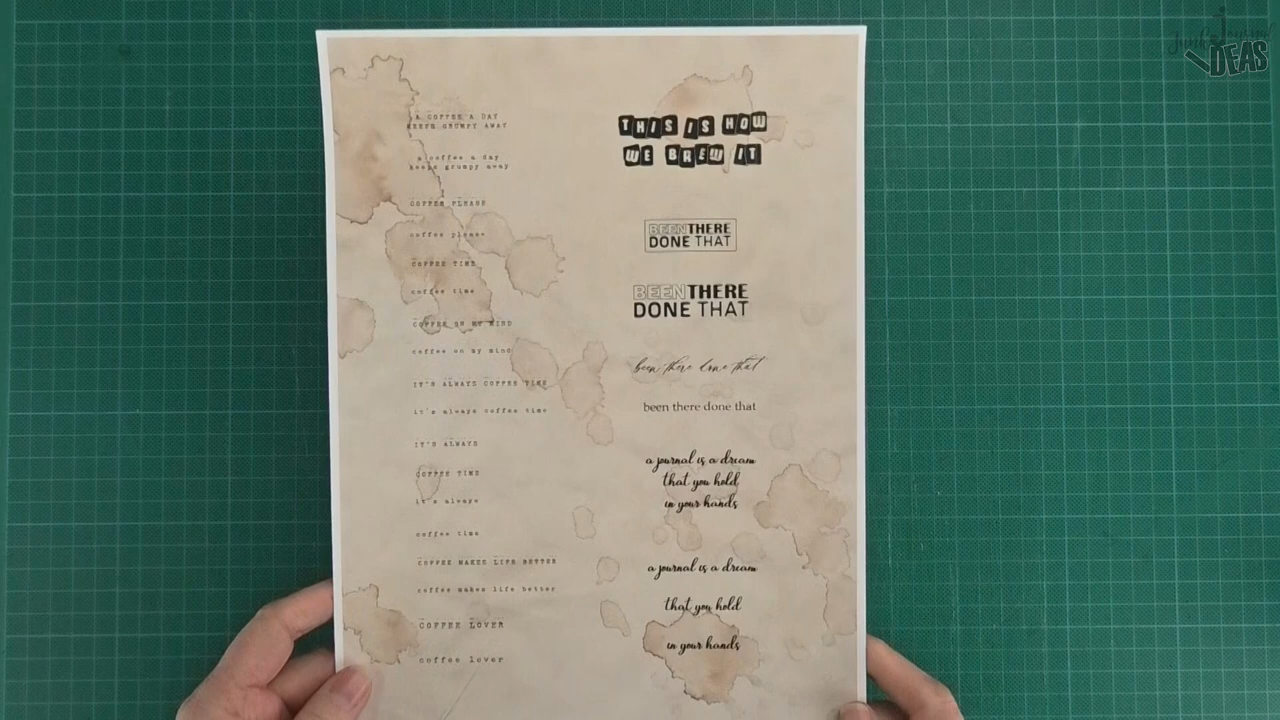 A COFFEE A DAY
KEEPS GRUMPY AWAY
a coffee a day
keeps grumpy away
COFFEE PLEASE
coffee please
COFFEE TIME
coffee time
COFFEE ON MY MIND
coffee on my mind
IT'S ALWAYS COFFEE TIME
it's always coffee time
IT'S ALWAYS
COFFEE TIME
it's always
coffee time
COFFEE MAKES LIFE BETTER
coffee makes life better
COFFEE LOVER
coffee lover
THIS IS HOW
WE BREW IT
BEENTHERE
DONE THAT
BEENTHERE
DONE THAT
been there done that
been there done that
a journal is a dream
that you hold
in your hands
a journal is a dream
that you hold
in your hands
Junk
IDEAS